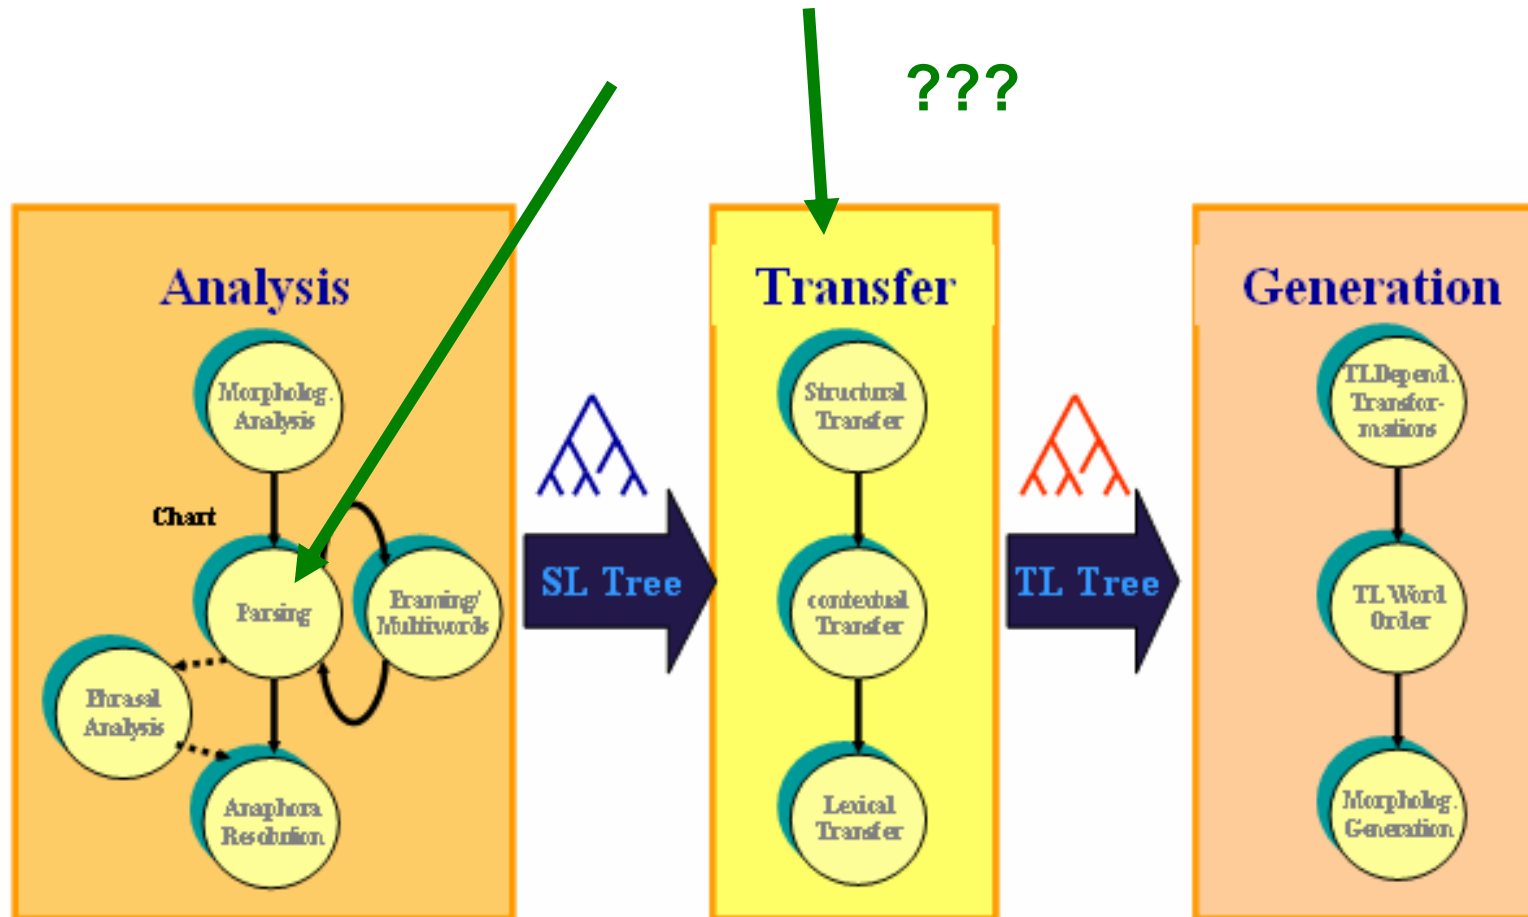 ???
Analysis
Morpholog.
Analysis
Chart
Parsing
Framing/
Multiwords
Phrasal
Analysis
Anaphora
Resolution
SL Tree
Transfer
Structural
Transfer
contextual
Transfer
Lexical
Transfer
TL Tree
Generation
TLDepend.
Transfor-
mations
TL Word
Order
Morpholog.
Generation